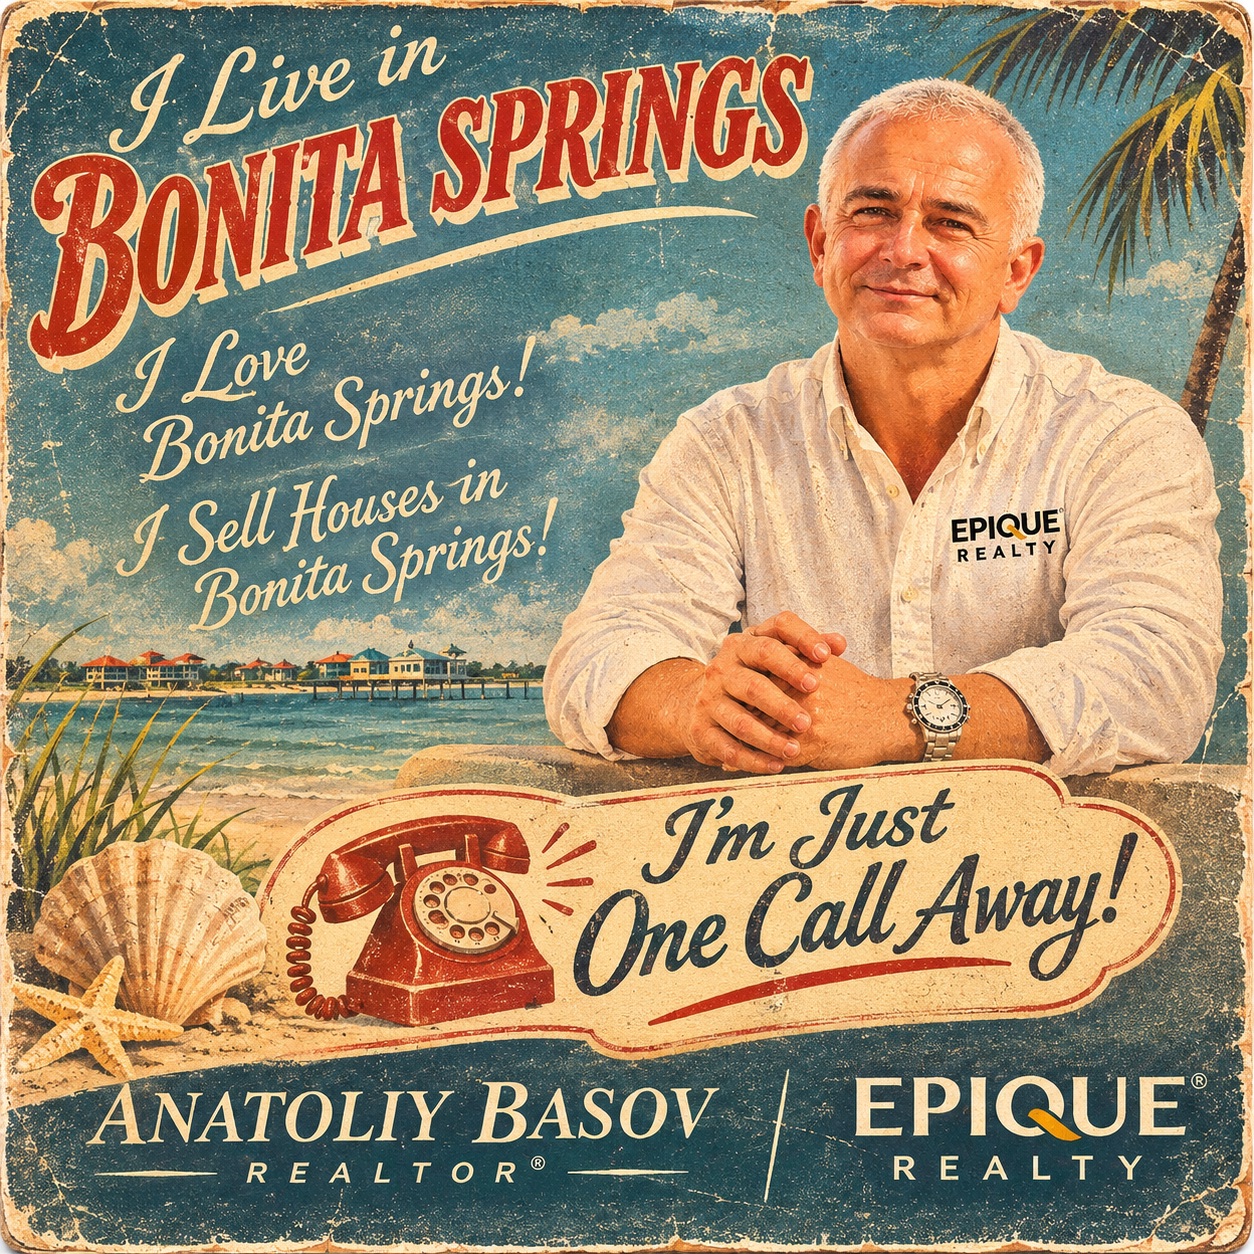 I Live in
BONITA SPRINGS
I Love
Bonita Springs!
I Sell Houses in
Bonita Springs!
EPIQUE®
REALTY
I'm Just
One Call Away!
ANATOLIY BASOV
REALTOR®
EPIQUE®
REALTY